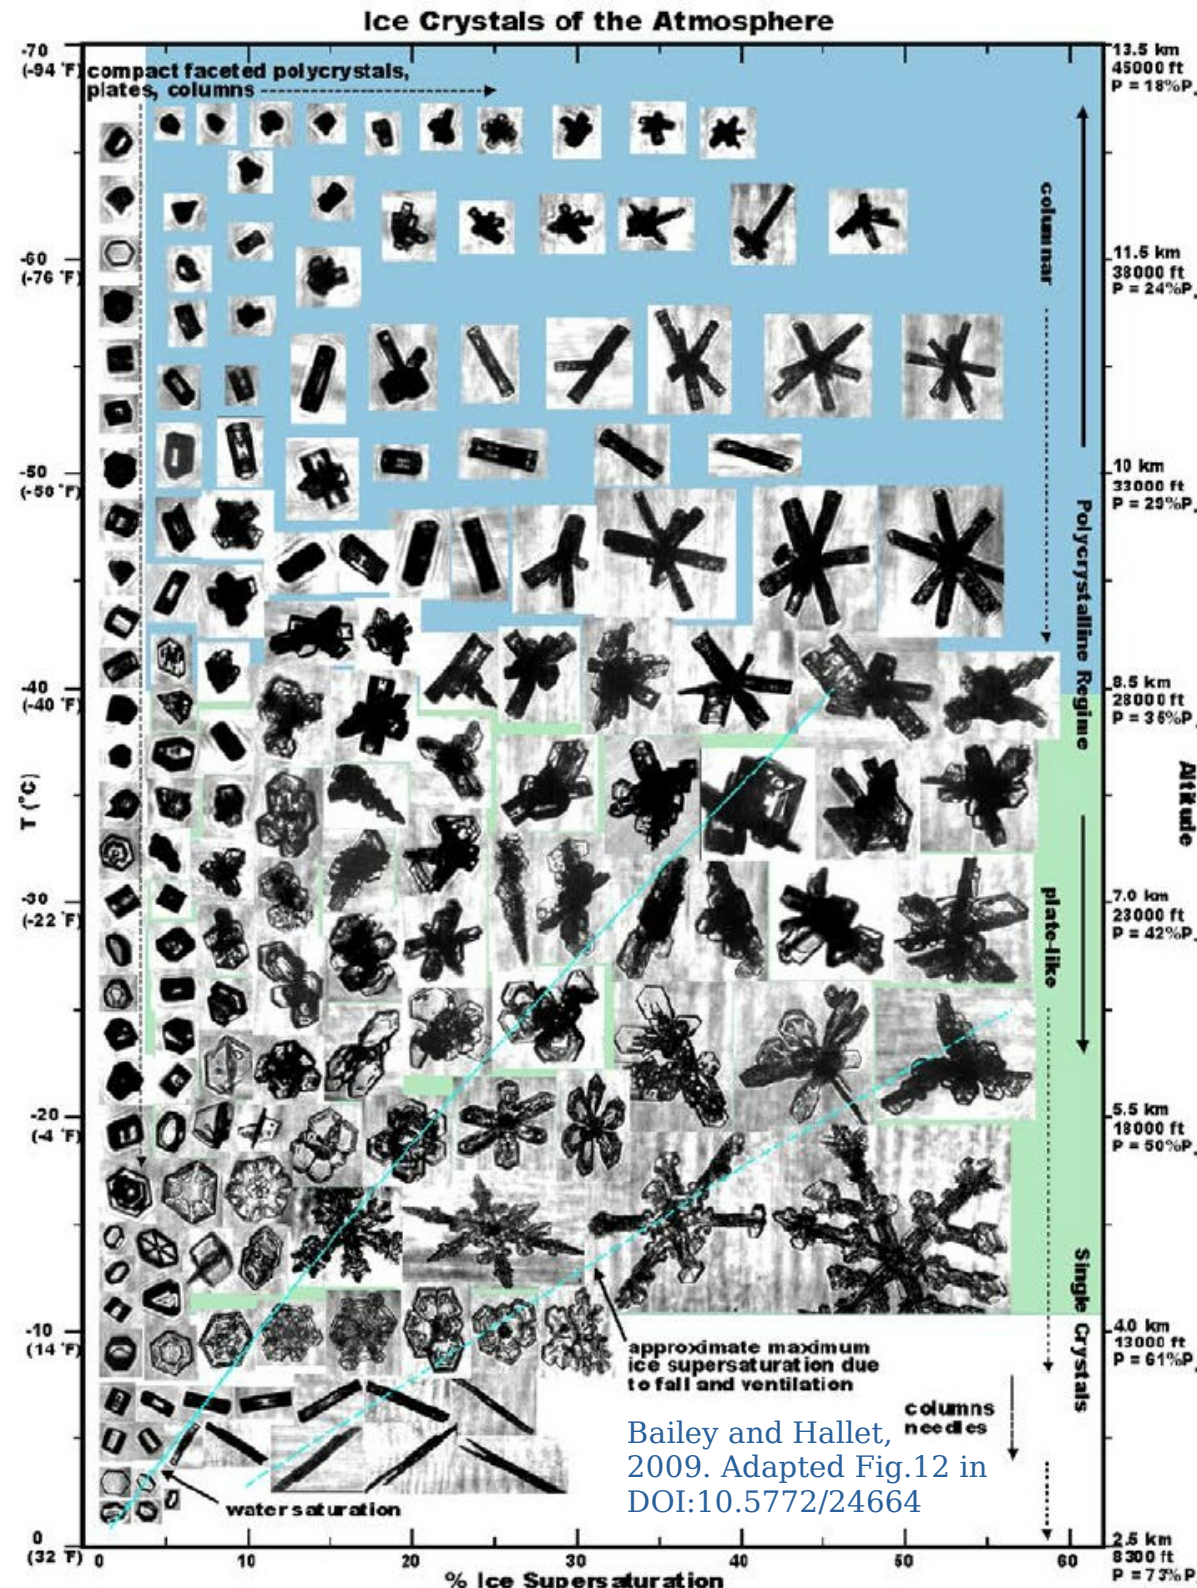 Ice Crystals of the Atmosphere
-70
(-94 °F)
compact faceted polycrystals,
plates, columns
13.5 km
45000 ft
P = 18%P.
columnar
-60
(-76 °F)
11.5 km
38000 ft
P = 24%P.
-50
(-50 °F)
10 km
33000 ft
P = 29%P.
Polycrystalline Regime
-40
(-40 °F)
8.5 km
28000 ft
P = 36%P.
T (°C)
Altitude
-30
(-22 °F)
7.0 km
23000 ft
P = 42%P.
plate-like
-20
(-4 °F)
5.5 km
18000 ft
P = 50%P.
Single Crystals
-10
(14 °F)
4.0 km
13000 ft
P = 61%P.
approximate maximum
ice supersaturation due
to fall and ventilation
columns
needles
Bailey and Hallet,
2009. Adapted Fig.12 in
DOI:10.5772/24664
water saturation
0
(32 °F)
2.5 km
8300 ft
P = 73%P.
0 10 20 30 40 50 60
% Ice Supersaturation